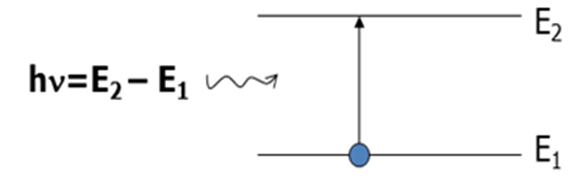 E₂
hν=E₂ – E₁
E₁